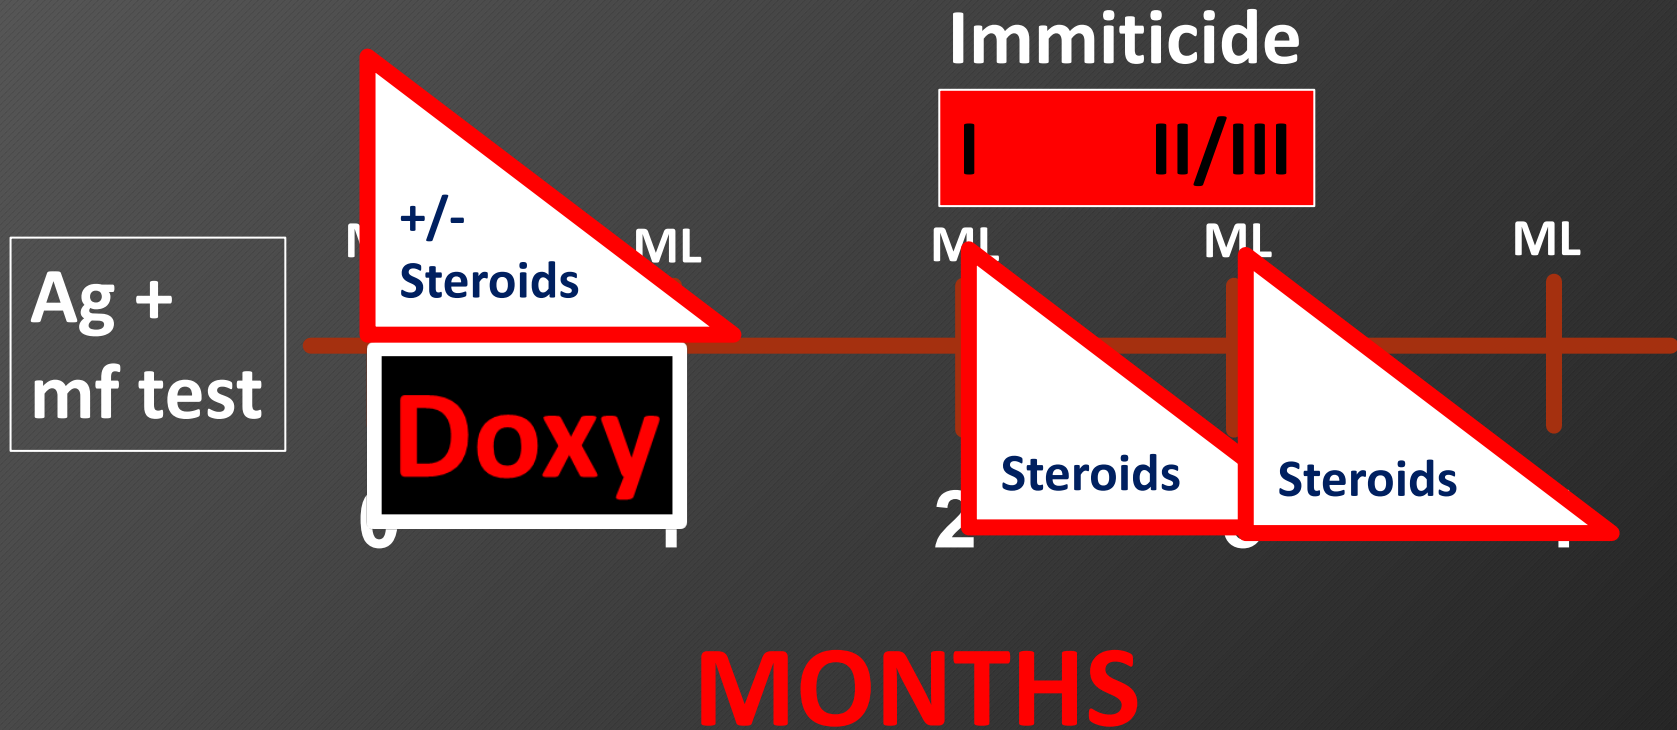 Immiticide
I II/III
+/-
Steroids
ML
ML
ML
ML
Ag +
mf test
Doxy
Steroids
Steroids
2
MONTHS